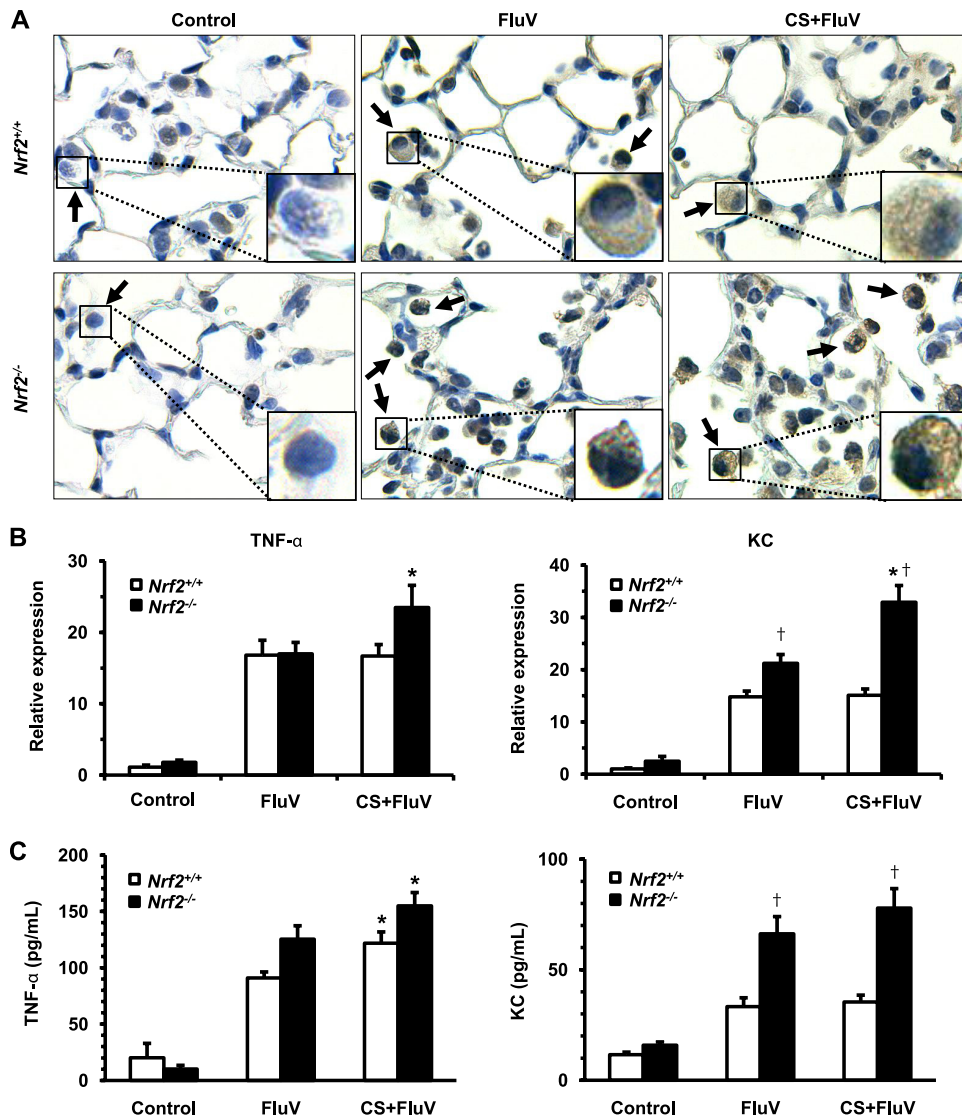 A
Control
FluV
CS+FluV
Nrf2+/+
Nrf2-/-
B
TNF-α
Relative expression
30
20
10
0
Nrf2+/+
Nrf2-/-
*
Control
FluV
CS+FluV
KC
Relative expression
40
30
20
10
0
Nrf2+/+
Nrf2-/-
†
* †
Control
FluV
CS+FluV
C
TNF-α (pg/mL)
200
150
100
50
0
Nrf2+/+
Nrf2-/-
*
*
Control
FluV
CS+FluV
KC (pg/mL)
100
50
0
Nrf2+/+
Nrf2-/-
†
†
Control
FluV
CS+FluV